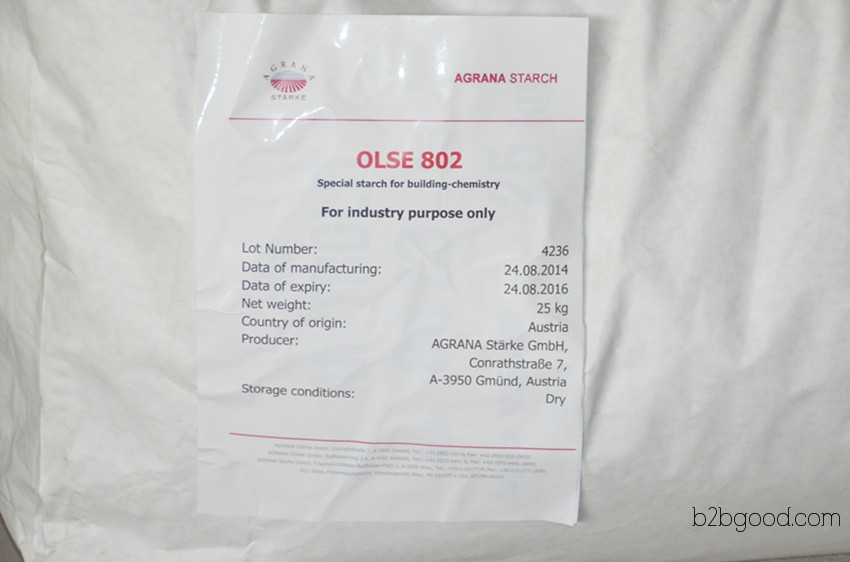 AGRANA
STÄRKE
AGRANA STARCH
OLSE 802
Special starch for building-chemistry
For industry purpose only
Lot Number: 4236
Data of manufacturing: 24.08.2014
Data of expiry: 24.08.2016
Net weight: 25 kg
Country of origin: Austria
Producer: AGRANA Stärke GmbH,
Conrathstraße 7,
A-3950 Gmünd, Austria
Storage conditions: Dry
b2bgood.com